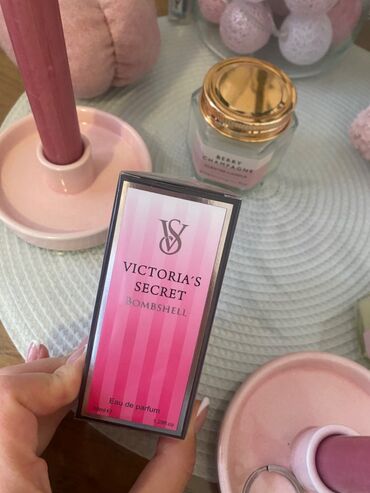 BERRY
CHAMPAGNE
VS
VICTORIA´S
SECRET
BOMBSHELL
Eau de parfum